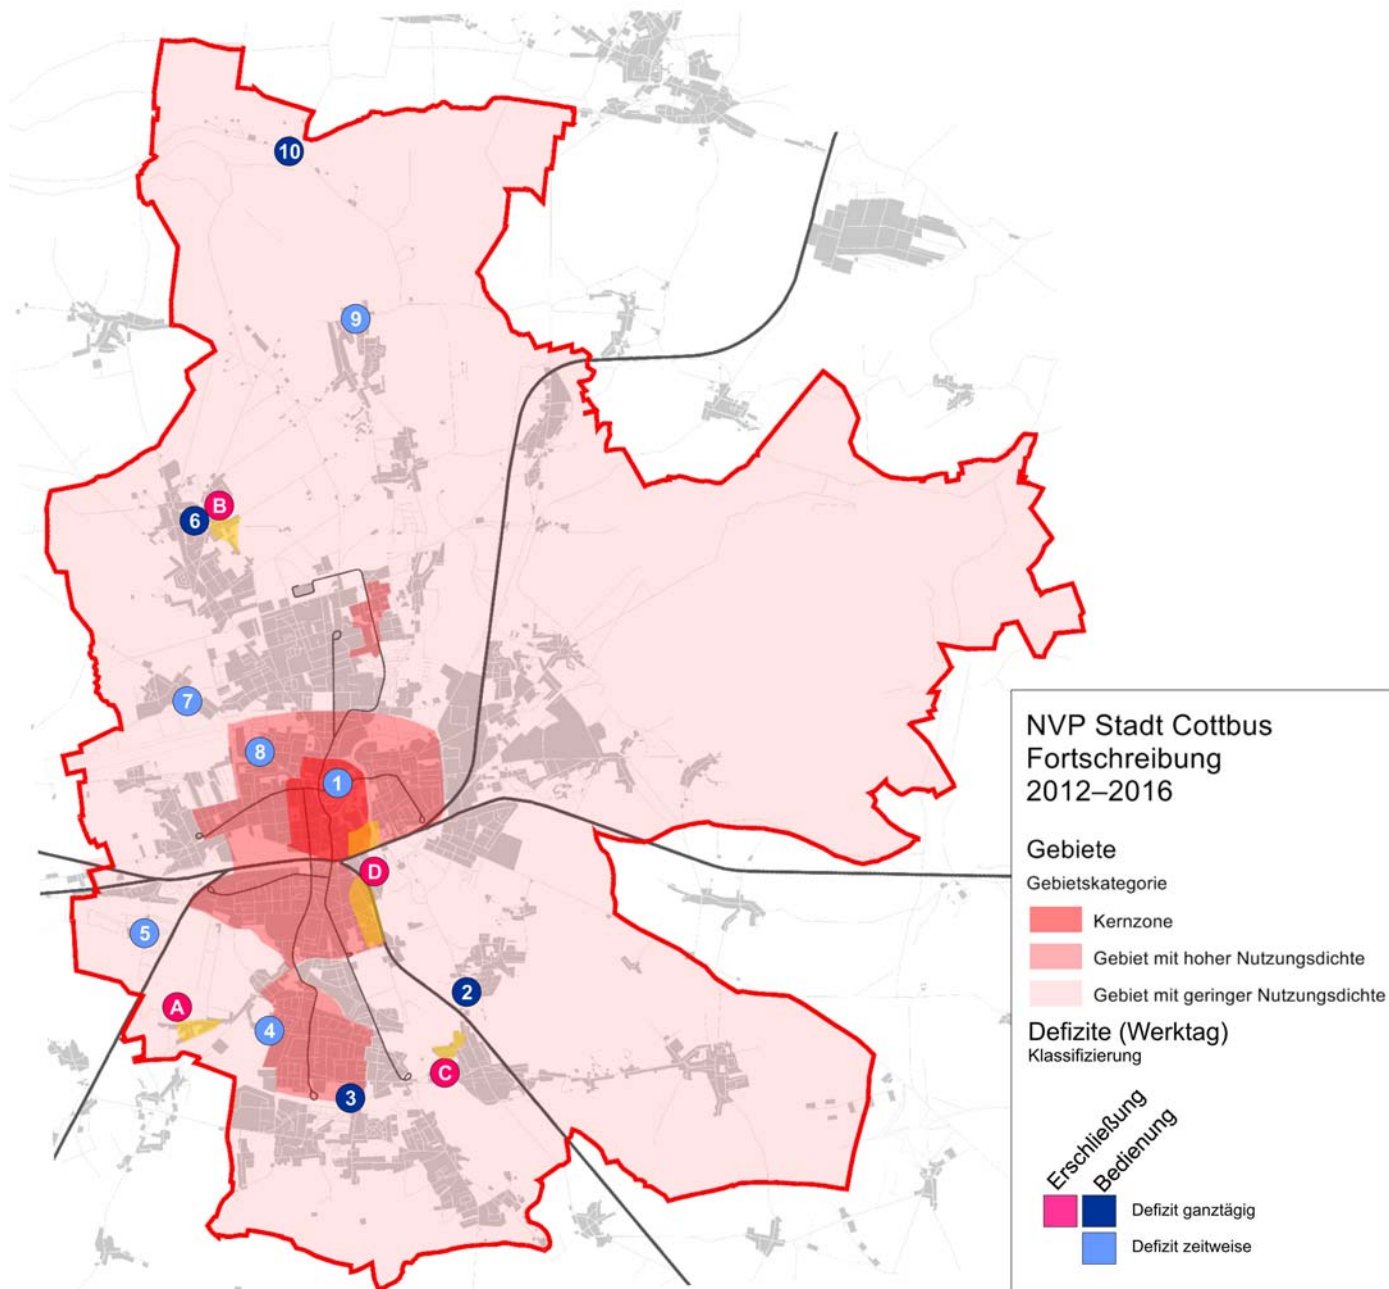 10
9
B
6
7
8
1
D
5
2
A
4
C
3
NVP Stadt Cottbus
Fortschreibung
2012–2016
Gebiete
Gebietskategorie
Kernzone
Gebiet mit hoher Nutzungsdichte
Gebiet mit geringer Nutzungsdichte
Defizite (Werktag)
Klassifizierung
Erschließung
Bedienung
Defizit ganztägig
Defizit zeitweise